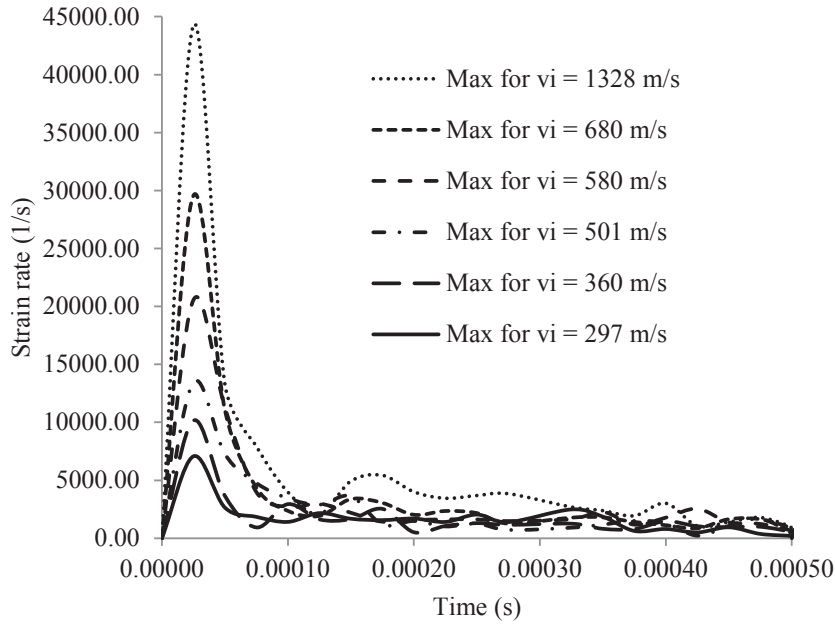 45000.00
40000.00
35000.00
30000.00
25000.00
20000.00
15000.00
10000.00
5000.00
0.00
Strain rate (1/s)
Max for vi = 1328 m/s
Max for vi = 680 m/s
Max for vi = 580 m/s
Max for vi = 501 m/s
Max for vi = 360 m/s
Max for vi = 297 m/s
0.00000 0.00010 0.00020 0.00030 0.00040 0.00050
Time (s)